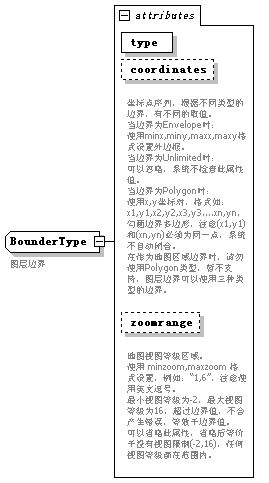 attributes
type
coordinates
坐标点序列，根据不同类型的
边界，有不同的取值。
当边界为Envelope时：
使用minx,miny,maxx,maxy格
式设置外边框。
当边界为Unlimited时：
可以忽略，系统不检查此属性
值。
当边界为Polygon时：
使用x,y坐标对，格式如：
x1,y1,x2,y2,x3,y3....xn,yn,
勾勒边界多边形，注意(x1,y1)
和(xn,yn)必须为同一点，系统
不自动闭合。
在作为地图区域边界时，请勿
使用Polygon类型，暂不支
持，图层边界可以使用三种类
型的边界。
BounderType
图层边界
zoomrange
地图视图等级区域。
使用 minzoom,maxzoom 格
式设置，例如："1,6"，注意使
用英文逗号。
最小视图等级为-2，最大视图
等级为16，超过边界值，不会
产生错误，等效于边界值。
可以省略此属性，省略后等价
于没有视图限制(-2,16)，任何
视图等级都在范围内。